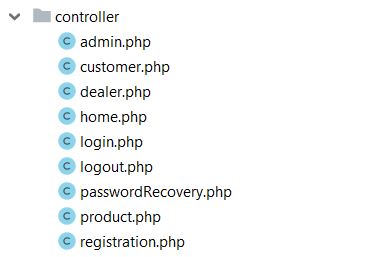 controller
C admin.php
C customer.php
C dealer.php
C home.php
C login.php
C logout.php
C passwordRecovery.php
C product.php
C registration.php